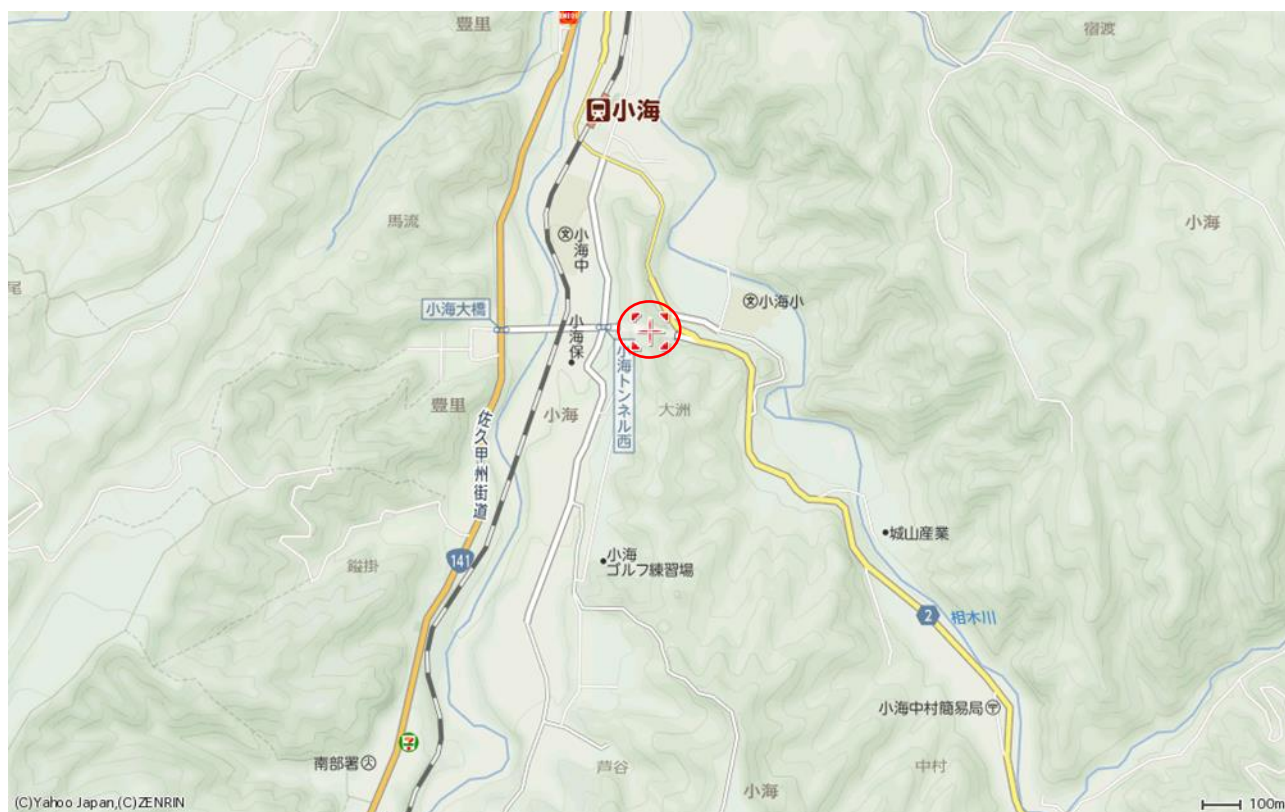 豊里
宿渡
小海
馬流
小海
小海中
尾
小海小
小海大橋
小海保
小海トンネル西
豊里
小海
大洲
佐久甲州街道
城山産業
141
小海
ゴルフ練習場
鎰掛
2
相木川
小海中村簡易局
南部署
芦谷
中村
小海
(C)Yahoo Japan,(C)ZENRIN
100m